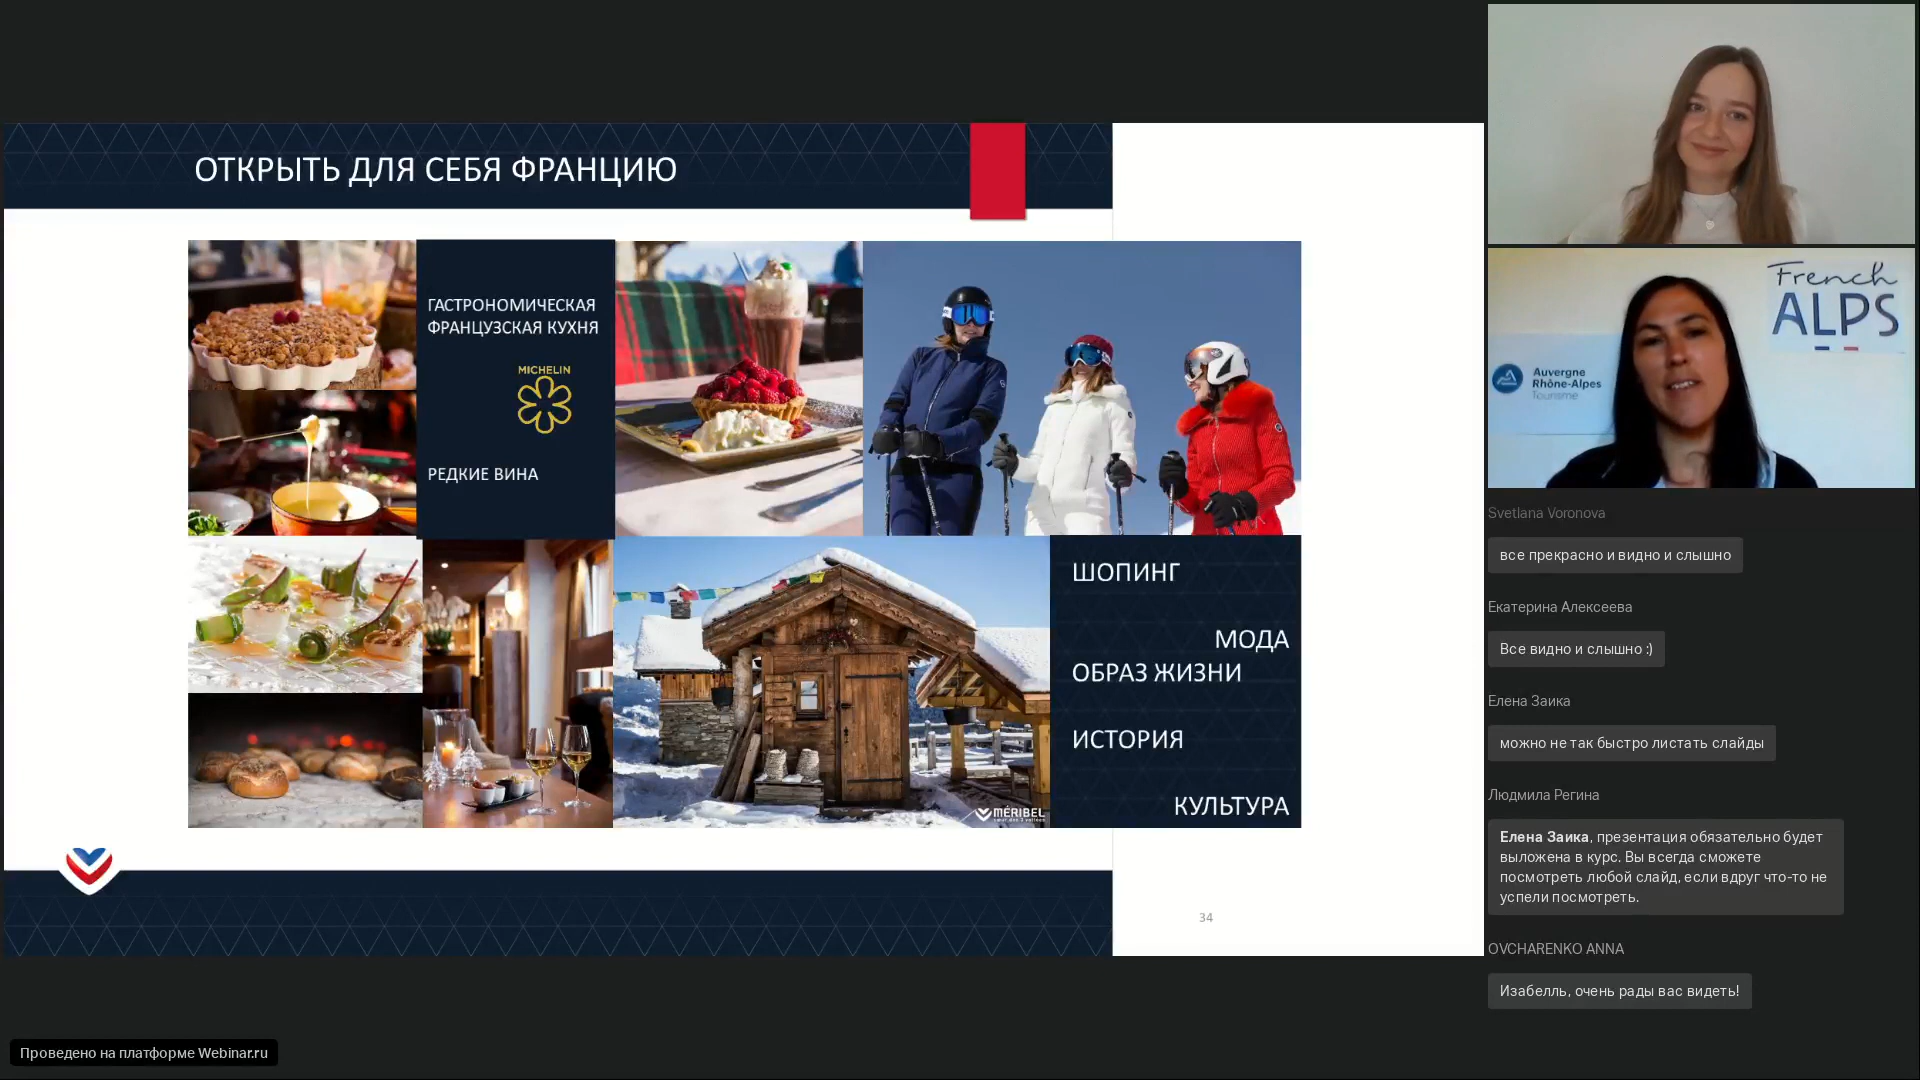 ОТКРЫТЬ ДЛЯ СЕБЯ ФРАНЦИЮ
ГАСТРОНОМИЧЕСКАЯ
ФРАНЦУЗСКАЯ КУХНЯ
MICHELIN
РЕДКИЕ ВИНА
ШОПИНГ
МОДА
ОБРАЗ ЖИЗНИ
ИСТОРИЯ
КУЛЬТУРА
MÉRIBEL
34
Проведено на платформе Webinar.ru
French
ALPS
Auvergne
Rhône-Alpes
Tourisme
Svetlana Voronova
все прекрасно и видно и слышно
Екатерина Алексеева
Все видно и слышно :)
Елена Заика
можно не так быстро листать слайды
Людмила Регина
Елена Заика, презентация обязательно будет
выложена в курс. Вы всегда сможете
посмотреть любой слайд, если вдруг что-то не
успели посмотреть.
OVCHARENKO ANNA
Изабелль, очень рады вас видеть!